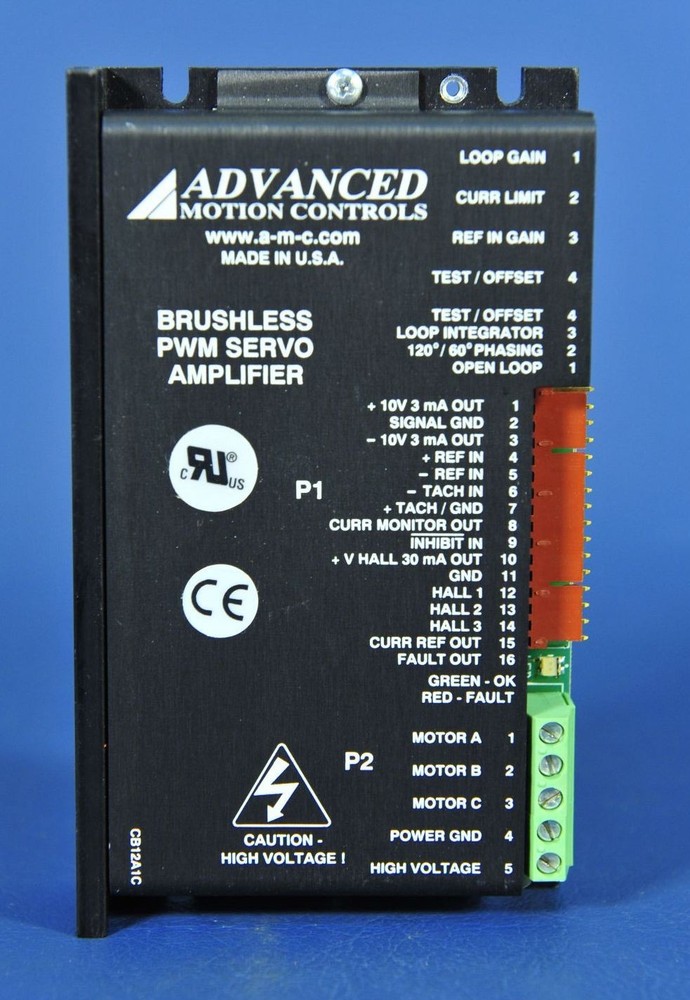 ADVANCED
MOTION CONTROLS
www.a-m-c.com
MADE IN U.S.A.
BRUSHLESS
PWM SERVO
AMPLIFIER
LOOP GAIN 1
CURR LIMIT 2
REF IN GAIN 3
TEST / OFFSET 4
TEST / OFFSET 4
LOOP INTEGRATOR 3
120° / 60° PHASING 2
OPEN LOOP 1
P1
+ 10V 3 mA OUT 1
SIGNAL GND 2
− 10V 3 mA OUT 3
+ REF IN 4
− REF IN 5
− TACH IN 6
+ TACH / GND 7
CURR MONITOR OUT 8
INHIBIT IN 9
+ V HALL 30 mA OUT 10
GND 11
HALL 1 12
HALL 2 13
HALL 3 14
CURR REF OUT 15
FAULT OUT 16
GREEN - OK
RED - FAULT
c RU ® US
CE
P2
MOTOR A 1
MOTOR B 2
MOTOR C 3
POWER GND 4
HIGH VOLTAGE 5
CAUTION -
HIGH VOLTAGE !
CB12A1C